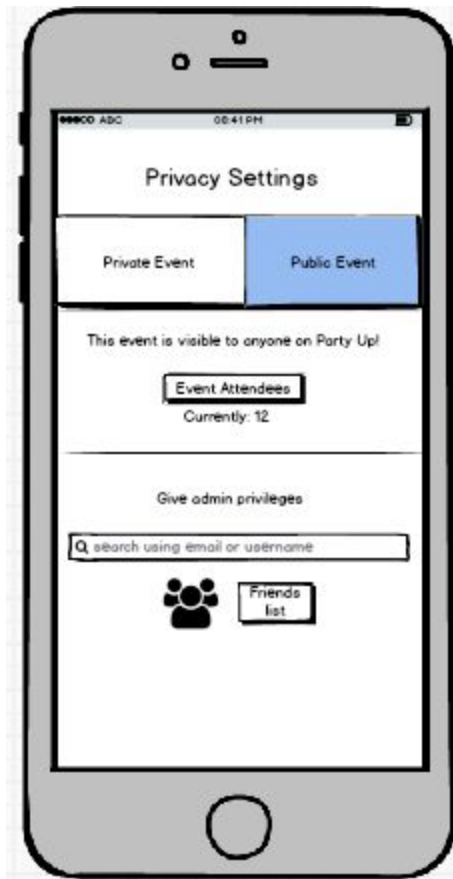 ABC 08:41 PM
Privacy Settings
Private Event Public Event
This event is visible to anyone on Party Up!
Event Attendees
Currently: 12
Give admin privileges
search using email or username
Friends
list